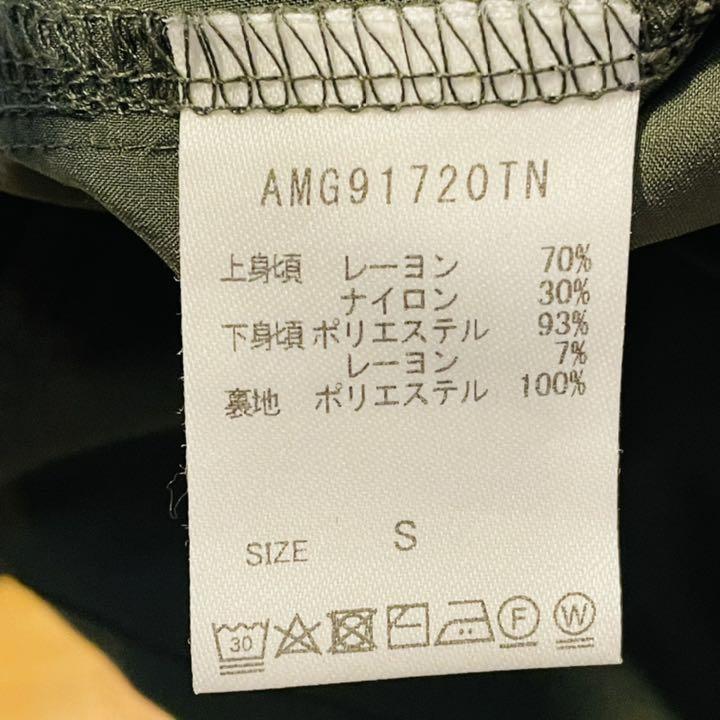 AMG91720TN
上身頃 レーヨン 70%
ナイロン 30%
下身頃 ポリエステル 93%
レーヨン 7%
裏地 ポリエステル 100%
SIZE S
30 F W